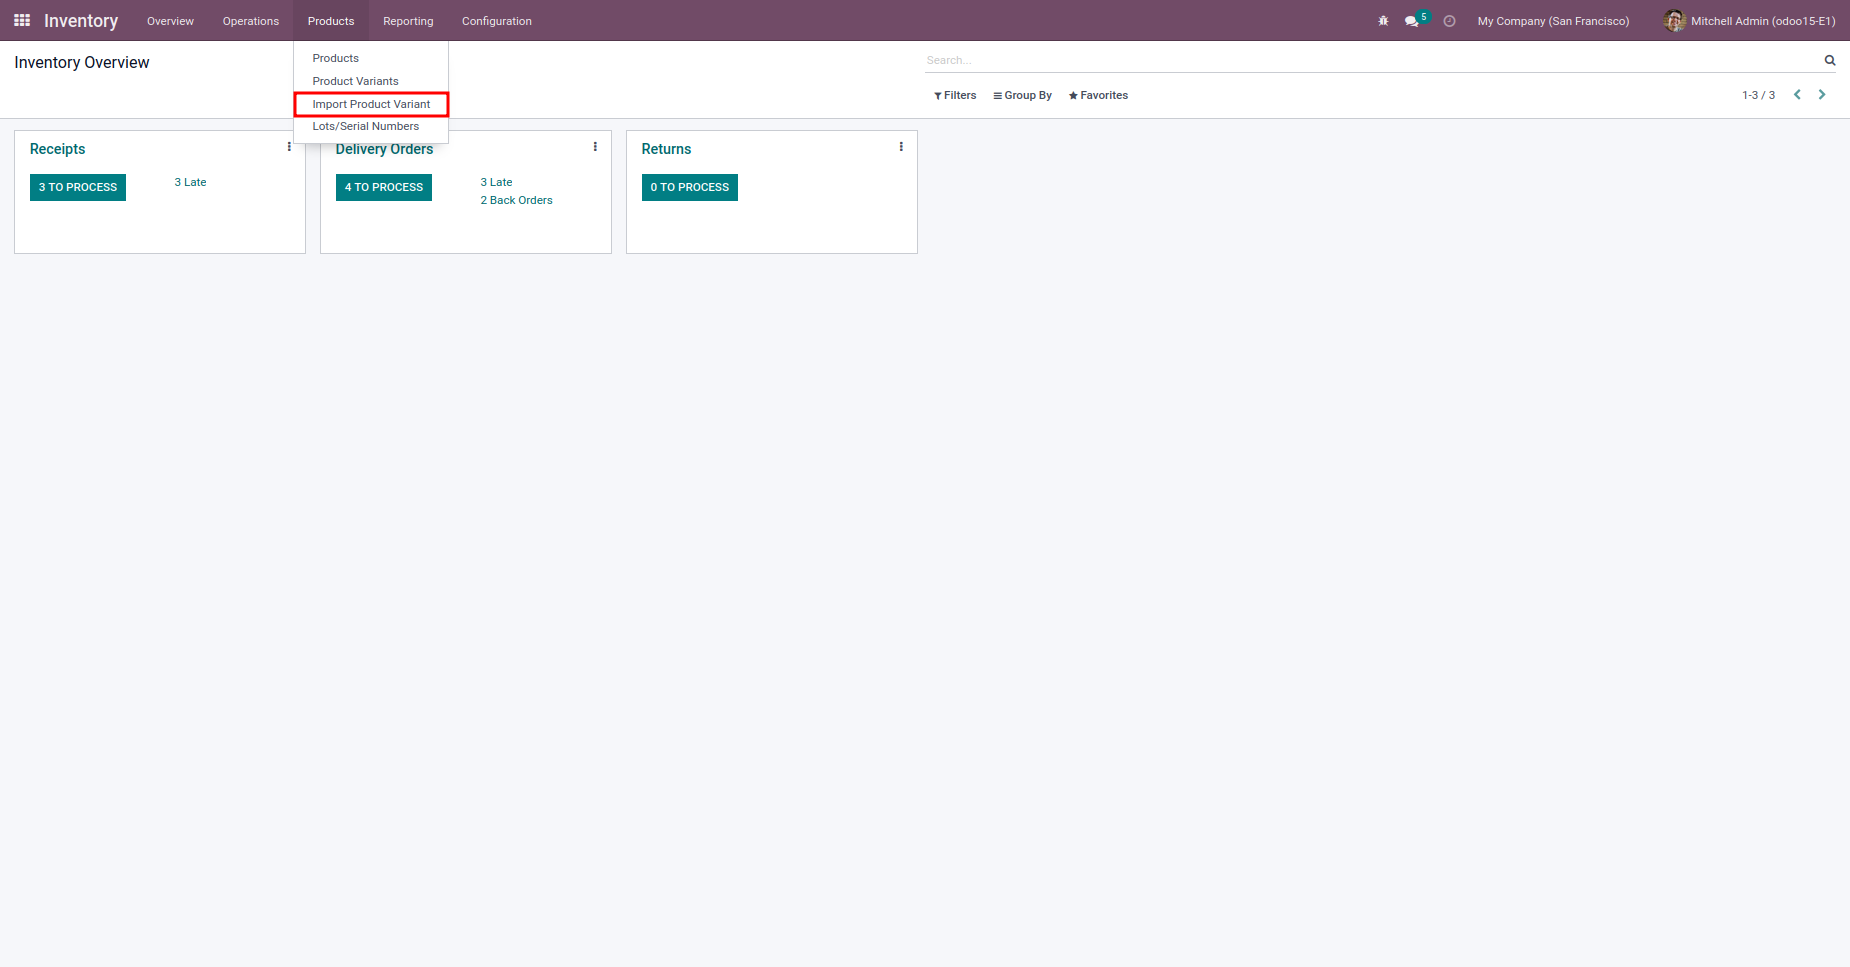 Inventory
Overview
Operations
Products
Reporting
Configuration
5
My Company (San Francisco)
Mitchell Admin (odoo15-E1)
Inventory Overview
Products
Product Variants
Import Product Variant
Lots/Serial Numbers
Search...
Filters
Group By
Favorites
1-3 / 3
Receipts
3 TO PROCESS
3 Late
Delivery Orders
4 TO PROCESS
3 Late
2 Back Orders
Returns
0 TO PROCESS